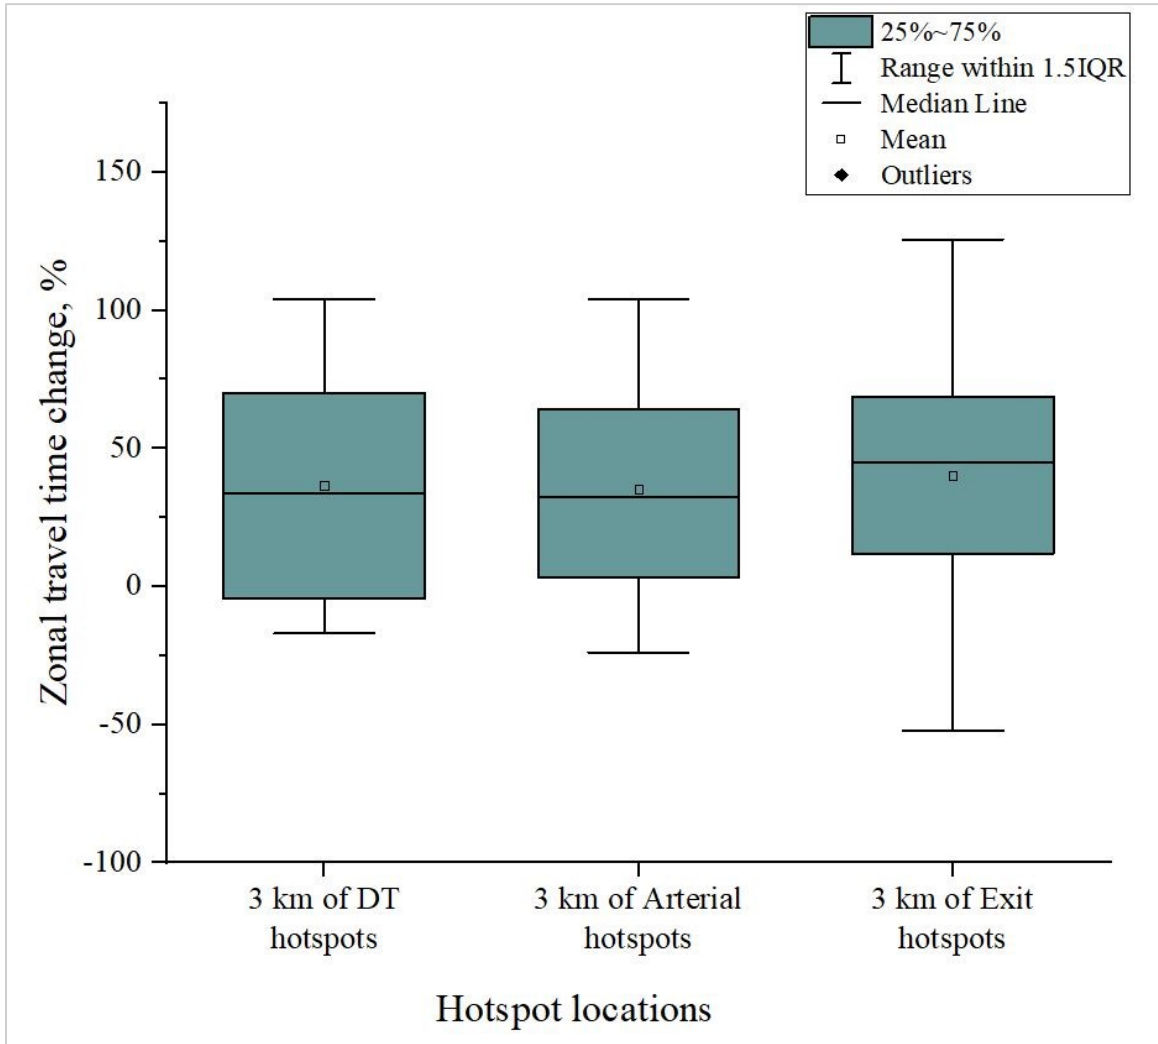 25%~75%
Range within 1.5IQR
Median Line
Mean
Outliers
150
100
50
0
-50
-100
Zonal travel time change, %
3 km of DT
hotspots
3 km of Arterial
hotspots
3 km of Exit
hotspots
Hotspot locations